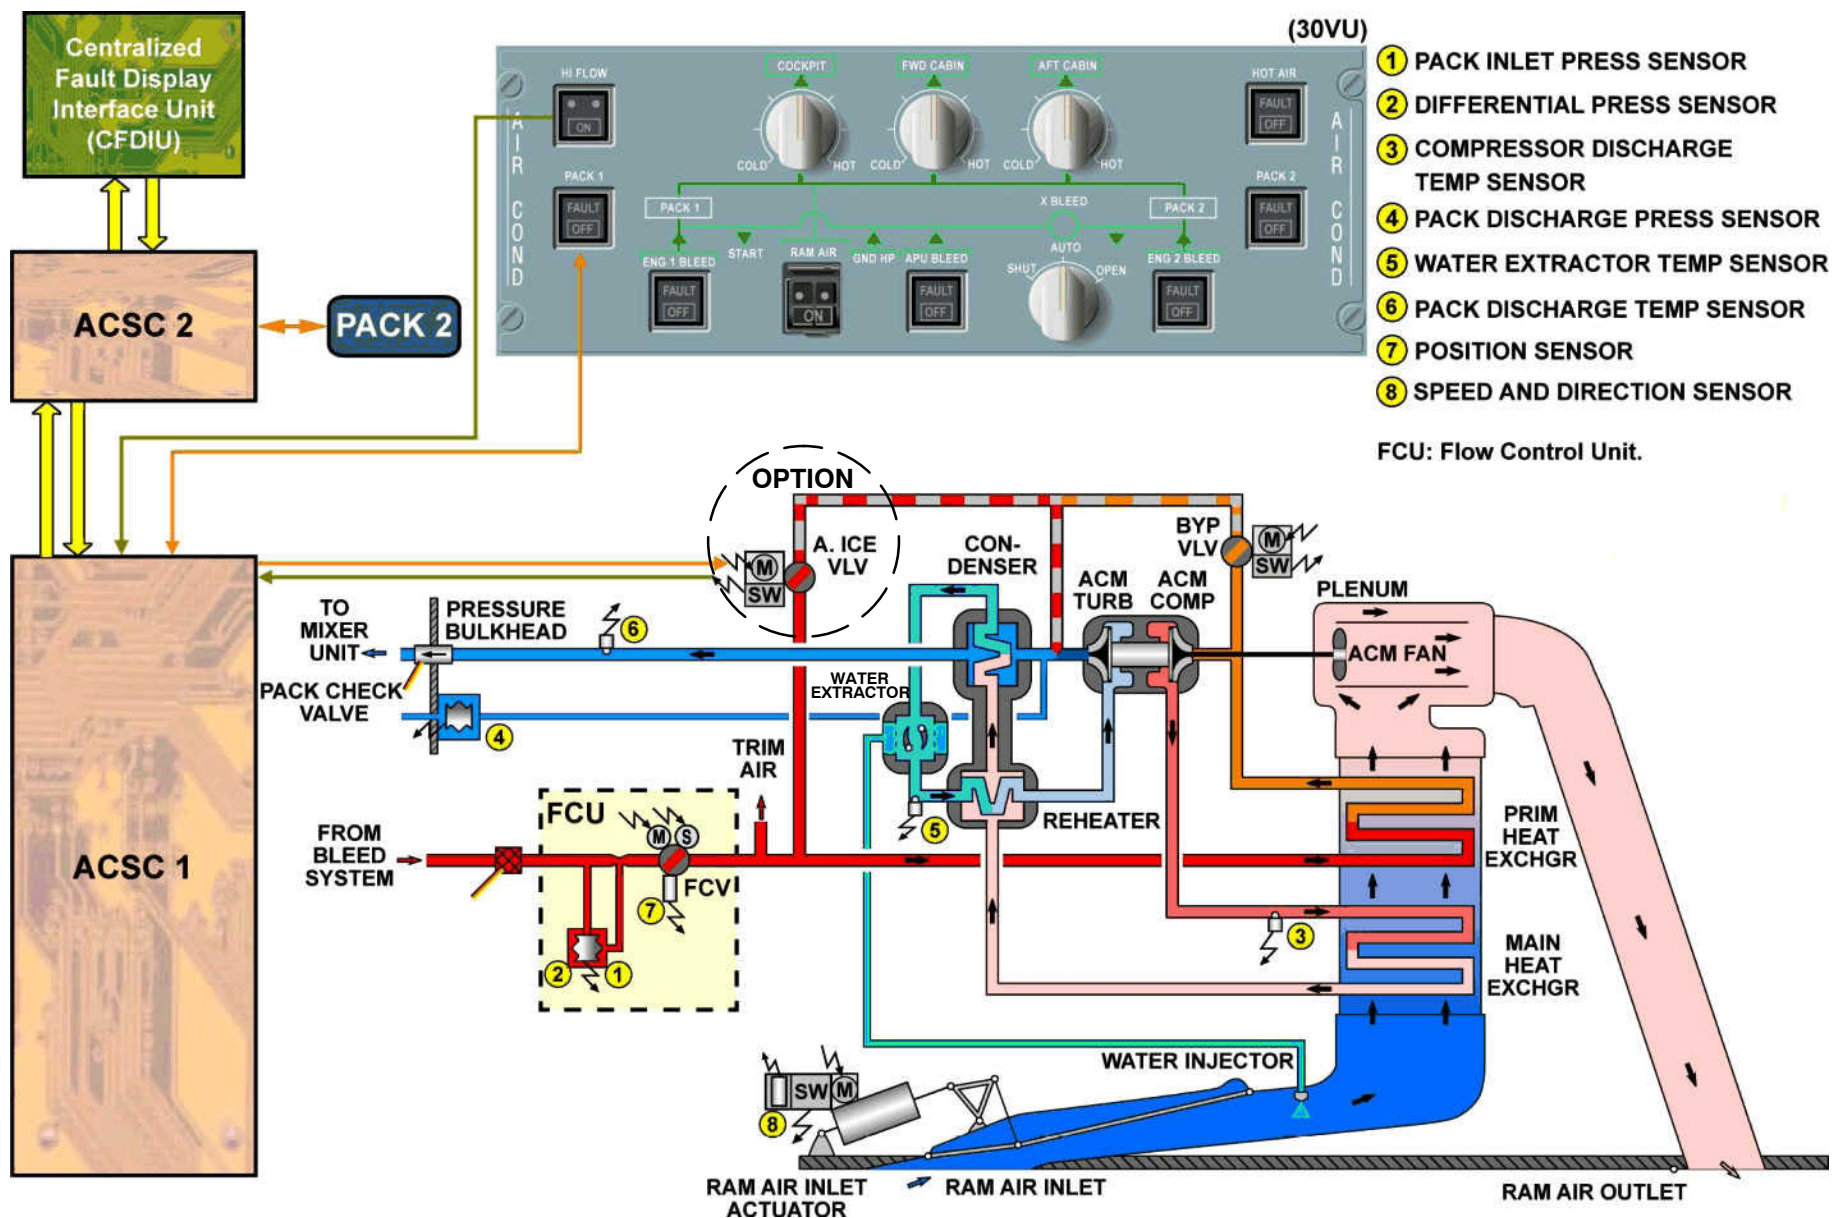 Centralized
Fault Display
Interface Unit
(CFDIU)
ACSC 2
PACK 2
ACSC 1
(30VU)
HI FLOW
ON
COCKPIT
FWD CABIN
AFT CABIN
HOT AIR
FAULT
OFF
AIR COND
AIR COND
COLD
HOT
COLD
HOT
COLD
HOT
PACK 1
FAULT
OFF
PACK 2
FAULT
OFF
PACK 1
X BLEED
PACK 2
START
AUTO
SHUT
OPEN
ENG 1 BLEED
FAULT
OFF
RAM AIR
ON
GND HP
APU BLEED
FAULT
OFF
ENG 2 BLEED
FAULT
OFF
1 PACK INLET PRESS SENSOR
2 DIFFERENTIAL PRESS SENSOR
3 COMPRESSOR DISCHARGE
TEMP SENSOR
4 PACK DISCHARGE PRESS SENSOR
5 WATER EXTRACTOR TEMP SENSOR
6 PACK DISCHARGE TEMP SENSOR
7 POSITION SENSOR
8 SPEED AND DIRECTION SENSOR
FCU: Flow Control Unit.
OPTION
A. ICE
VLV
M
SW
CON-
DENSER
ACM
TURB
ACM
COMP
BYP
VLV
M
SW
PLENUM
ACM FAN
TO
MIXER
UNIT
PRESSURE
BULKHEAD
6
PACK CHECK
VALVE
4
WATER
EXTRACTOR
TRIM
AIR
5
REHEATER
FROM
BLEED
SYSTEM
FCU
M
S
FCV
7
2
1
3
PRIM
HEAT
EXCHGR
MAIN
HEAT
EXCHGR
WATER INJECTOR
SW
M
8
RAM AIR INLET
ACTUATOR
RAM AIR INLET
RAM AIR OUTLET